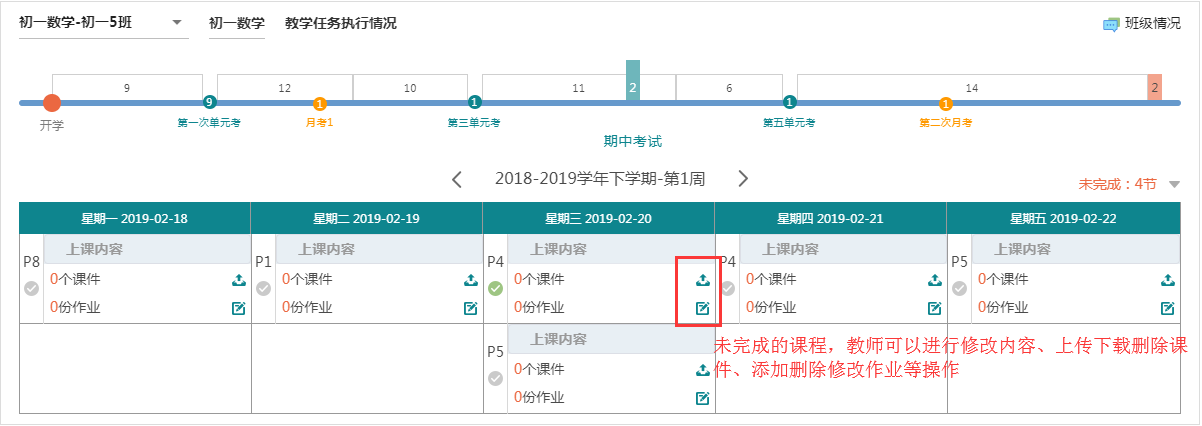 初一数学-初一5班
初一数学
教学任务执行情况
班级情况
9
12
10
11
2
6
14
2
9
1
1
1
1
开学
第一次单元考
月考1
第三单元考
期中考试
第五单元考
第二次月考
2018-2019学年下学期-第1周
未完成：4节
星期一 2019-02-18
星期二 2019-02-19
星期三 2019-02-20
星期四 2019-02-21
星期五 2019-02-22
P8
上课内容
0个课件
0份作业
P1
上课内容
0个课件
0份作业
P4
上课内容
0个课件
0份作业
P4
上课内容
0个课件
0份作业
P5
上课内容
0个课件
0份作业
P5
上课内容
0个课件
0份作业
未完成的课程，教师可以进行修改内容、上传下载删除课
件、添加删除修改作业等操作